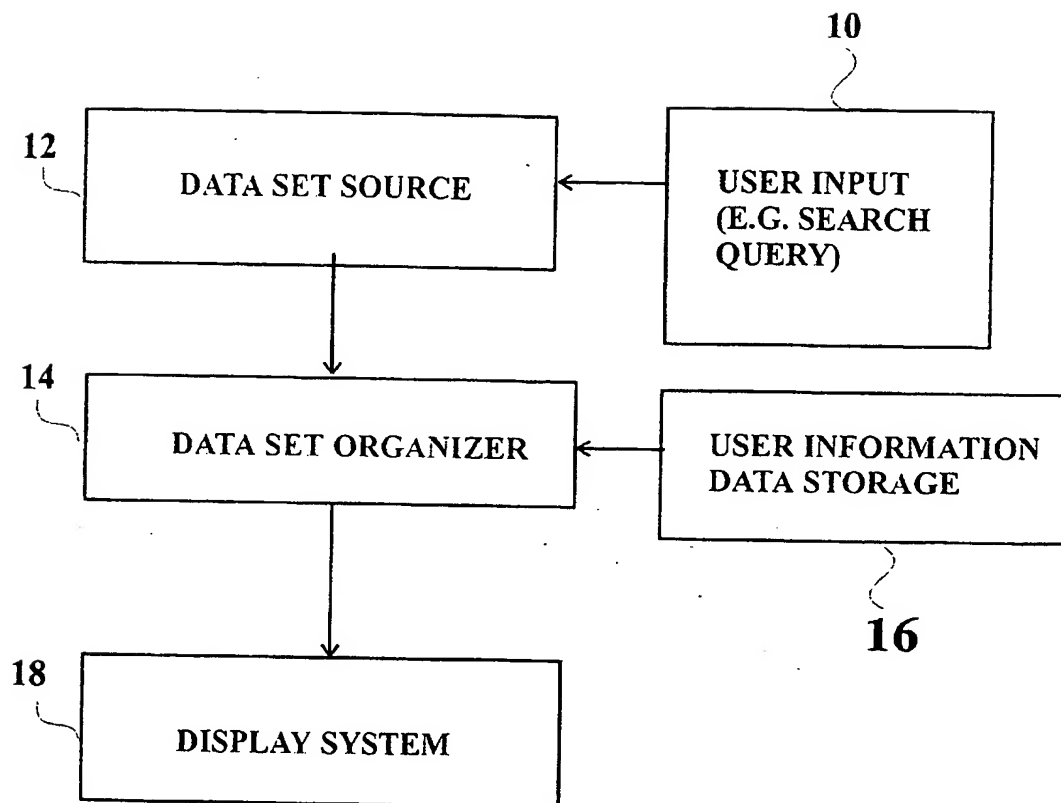 10
12
DATA SET SOURCE
USER INPUT
(E.G. SEARCH
QUERY)
14
DATA SET ORGANIZER
USER INFORMATION
DATA STORAGE
16
18
DISPLAY SYSTEM